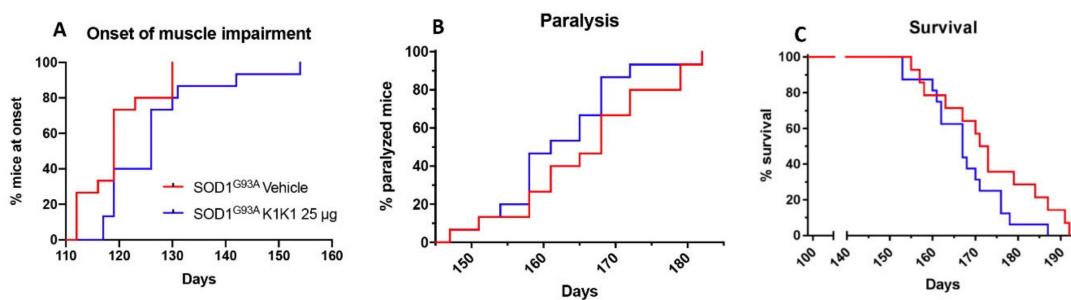 A
Onset of muscle impairment
% mice at onset
100
80
60
40
20
0
110
120
130
140
150
160
Days
SOD1G93A Vehicle
SOD1G93A K1K1 25 µg
B
Paralysis
% paralyzed mice
100
80
60
40
20
0
150
160
170
180
Days
C
Survival
% survival
100
80
60
40
20
0
100
140
150
160
170
180
190
Days